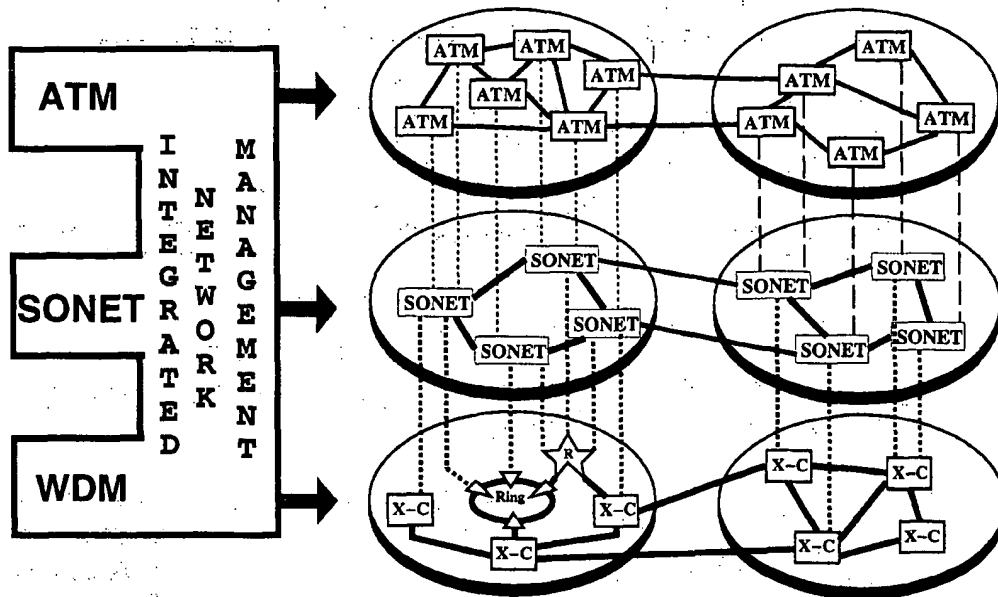 ATM
SONET
WDM
INTEGRATED
NETWORK
MANAGEMENT
ATM
ATM
ATM
ATM
ATM
ATM
ATM
ATM
ATM
ATM
ATM
SONET
SONET
SONET
SONET
SONET
SONET
SONET
SONET
R
Ring
X-C
X-C
X-C
X-C
X-C
X-C
X-C